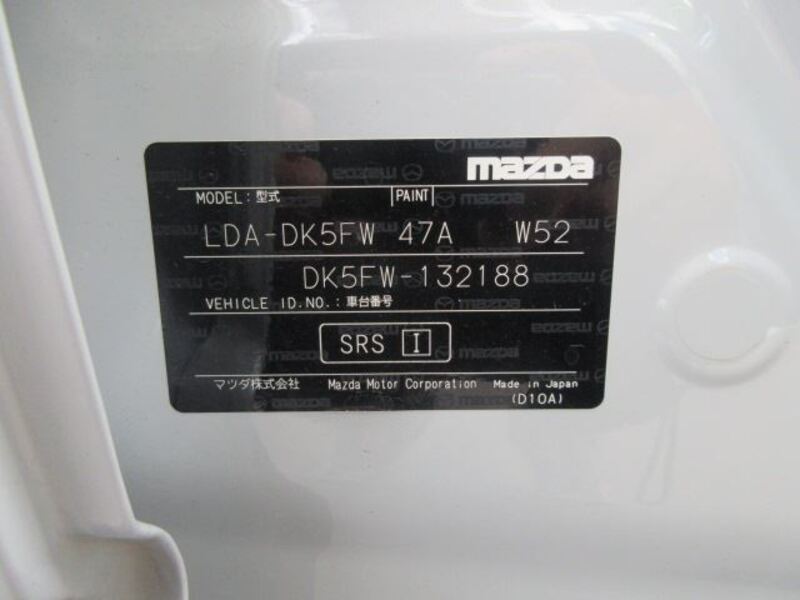 mazda
MODEL: 型式 PAINT
LDA-DK5FW 47A W52
DK5FW-132188
VEHICLE ID.NO.: 車台番号
SRS I
マツダ株式会社 Mazda Motor Corporation Made in Japan
(D10A)